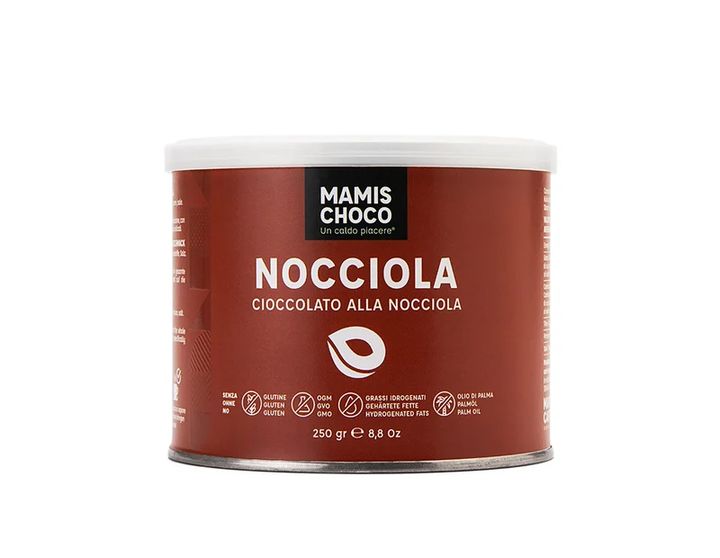 MAMIS
CHOCO
Un caldo piacere®
NOCCIOLA
CIOCCOLATO ALLA NOCCIOLA
SENZA
OHNE
NO
GLUTINE
GLUTEN
GLUTEN
OGM
GVO
GMO
GRASSI IDROGENATI
GEHÄRTETE FETTE
HYDROGENATED FATS
OLIO DI PALMA
PALMÖL
PALM OIL
250 gr ℮ 8,8 Oz